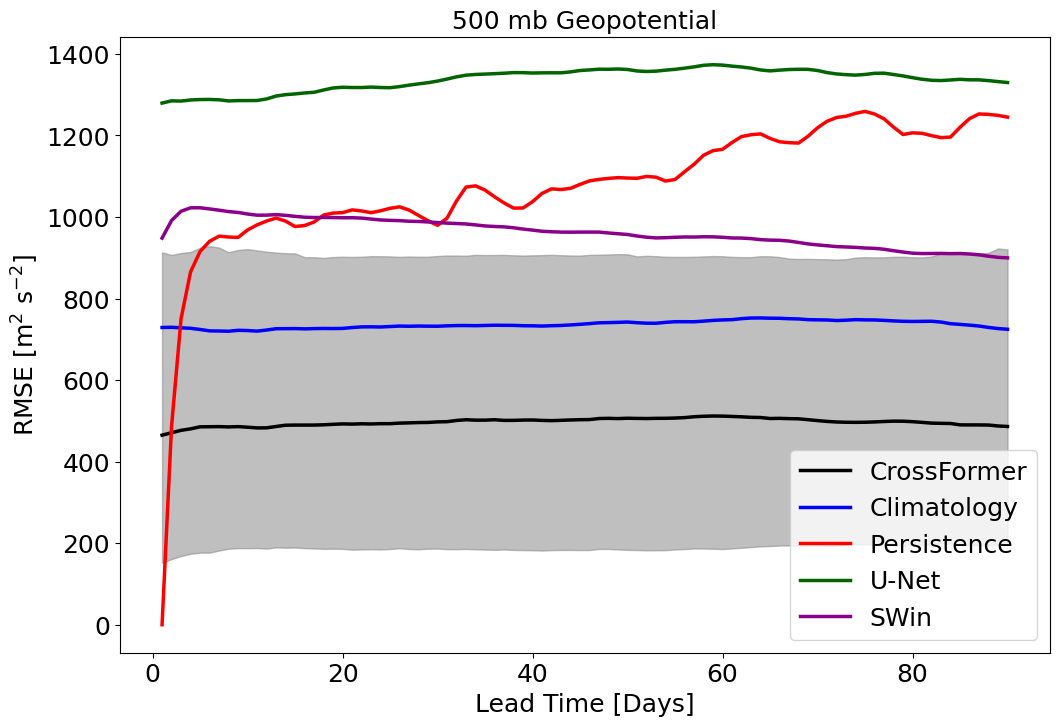 500 mb Geopotential
RMSE [m² s⁻²]
1400
1200
1000
800
600
400
200
0
0 20 40 60 80
Lead Time [Days]
CrossFormer
Climatology
Persistence
U-Net
SWin